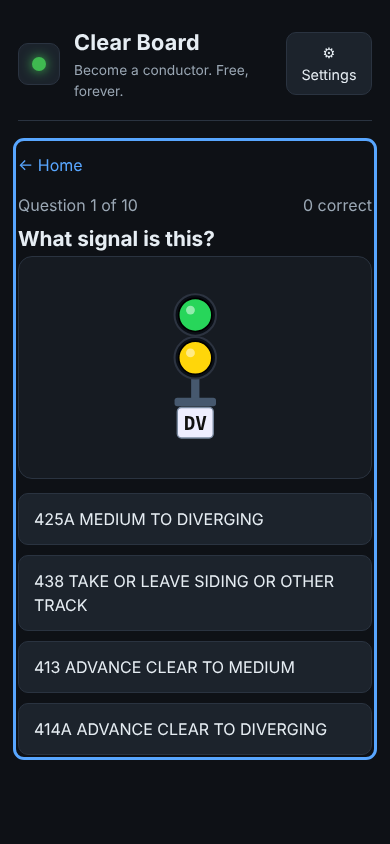 Clear Board
Become a conductor. Free,
forever.
⚙
Settings
← Home
Question 1 of 10
0 correct
What signal is this?
DV
425A MEDIUM TO DIVERGING
438 TAKE OR LEAVE SIDING OR OTHER
TRACK
413 ADVANCE CLEAR TO MEDIUM
414A ADVANCE CLEAR TO DIVERGING